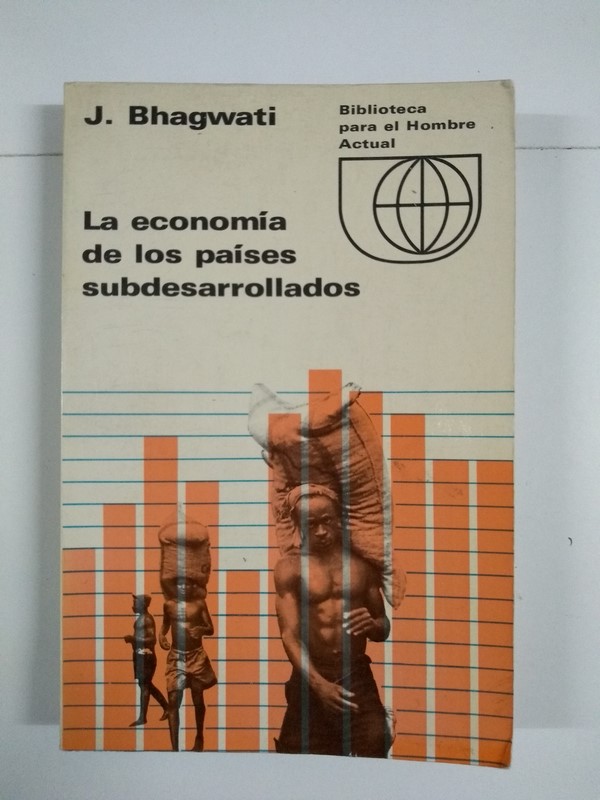 J. Bhagwati
Biblioteca
para el Hombre
Actual
La economía
de los países
subdesarrollados